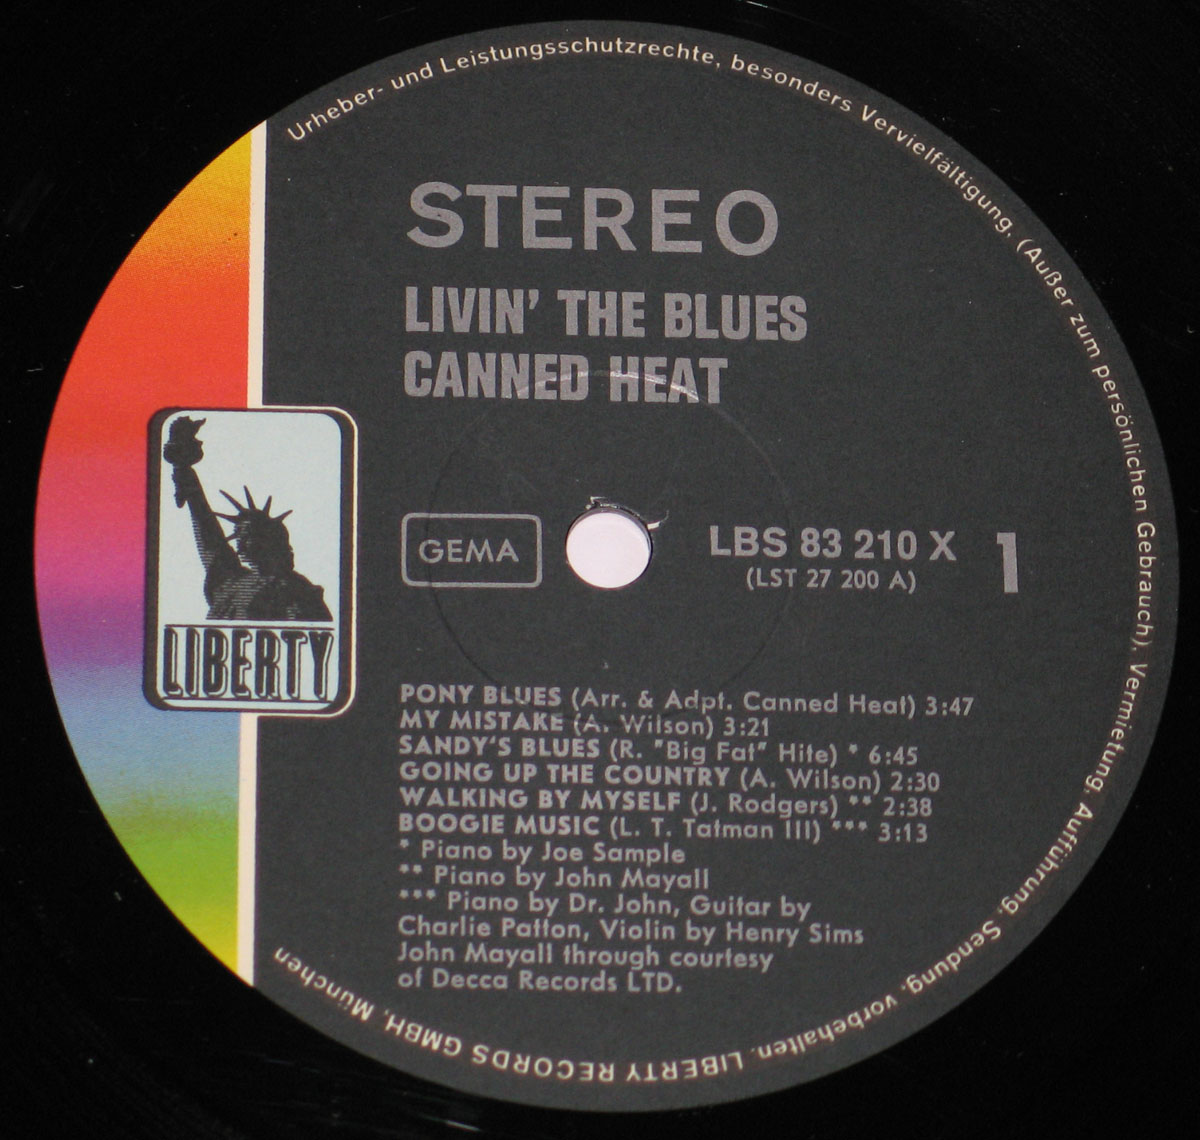 Urheber- und Leistungsschutzrechte, besonders Vervielfältigung, (Außer zum persönlichen Gebrauch). Vermietung, Aufführung, Sendung, vorbehalten. LIBERTY RECORDS GMBH, München
STEREO
LIVIN' THE BLUES
CANNED HEAT
GEMA
LBS 83 210 X
1
(LST 27 200 A)
LIBERTY
PONY BLUES (Arr. & Adpt. Canned Heat) 3:47
MY MISTAKE (A. Wilson) 3:21
SANDY'S BLUES (R. "Big Fat" Hite) * 6:45
GOING UP THE COUNTRY (A. Wilson) 2:30
WALKING BY MYSELF (J. Rodgers) ** 2:38
BOOGIE MUSIC (L. T. Tatman III) *** 3:13
* Piano by Joe Sample
** Piano by John Mayall
*** Piano by Dr. John, Guitar by
Charlie Patton, Violin by Henry Sims
John Mayall through courtesy
of Decca Records LTD.